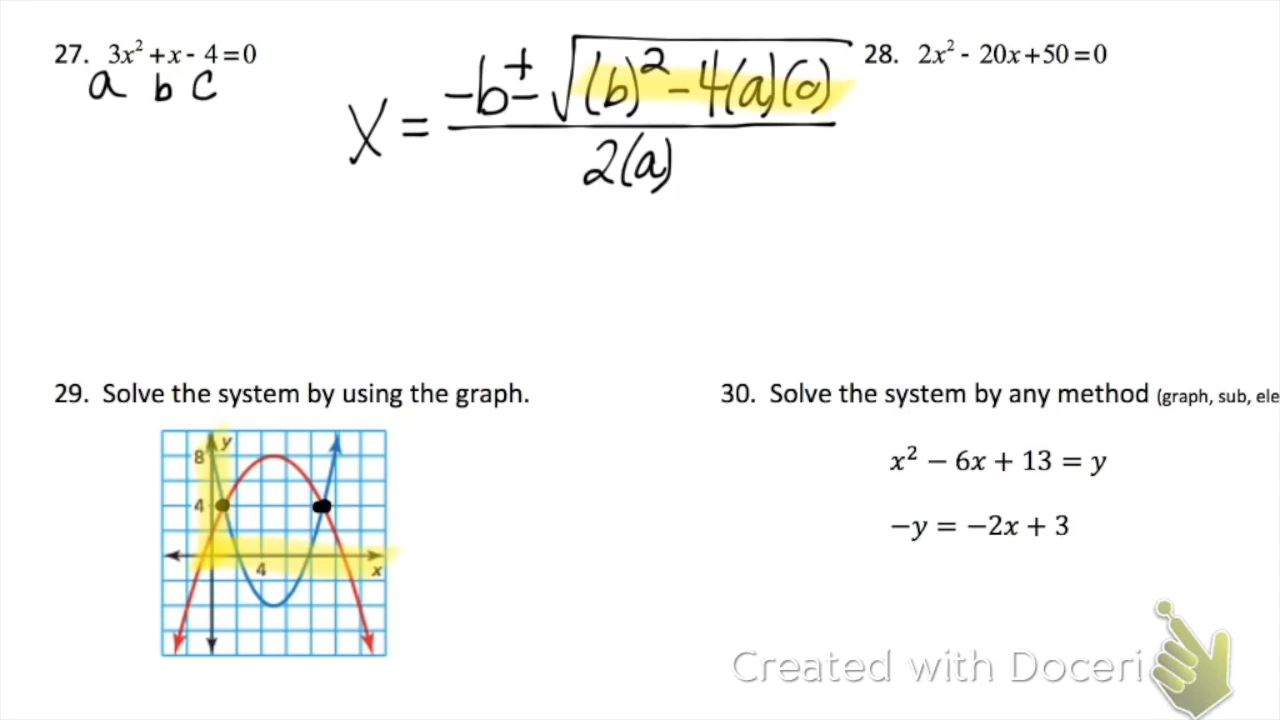 27. 3x² + x - 4 = 0
a b c
x = -b ± √(b)² - 4(a)(c)
2(a)
28. 2x² - 20x + 50 = 0
29. Solve the system by using the graph.
y
8
4
4
x
30. Solve the system by any method (graph, sub, ele
x² − 6x + 13 = y
−y = −2x + 3
Created with Doceri